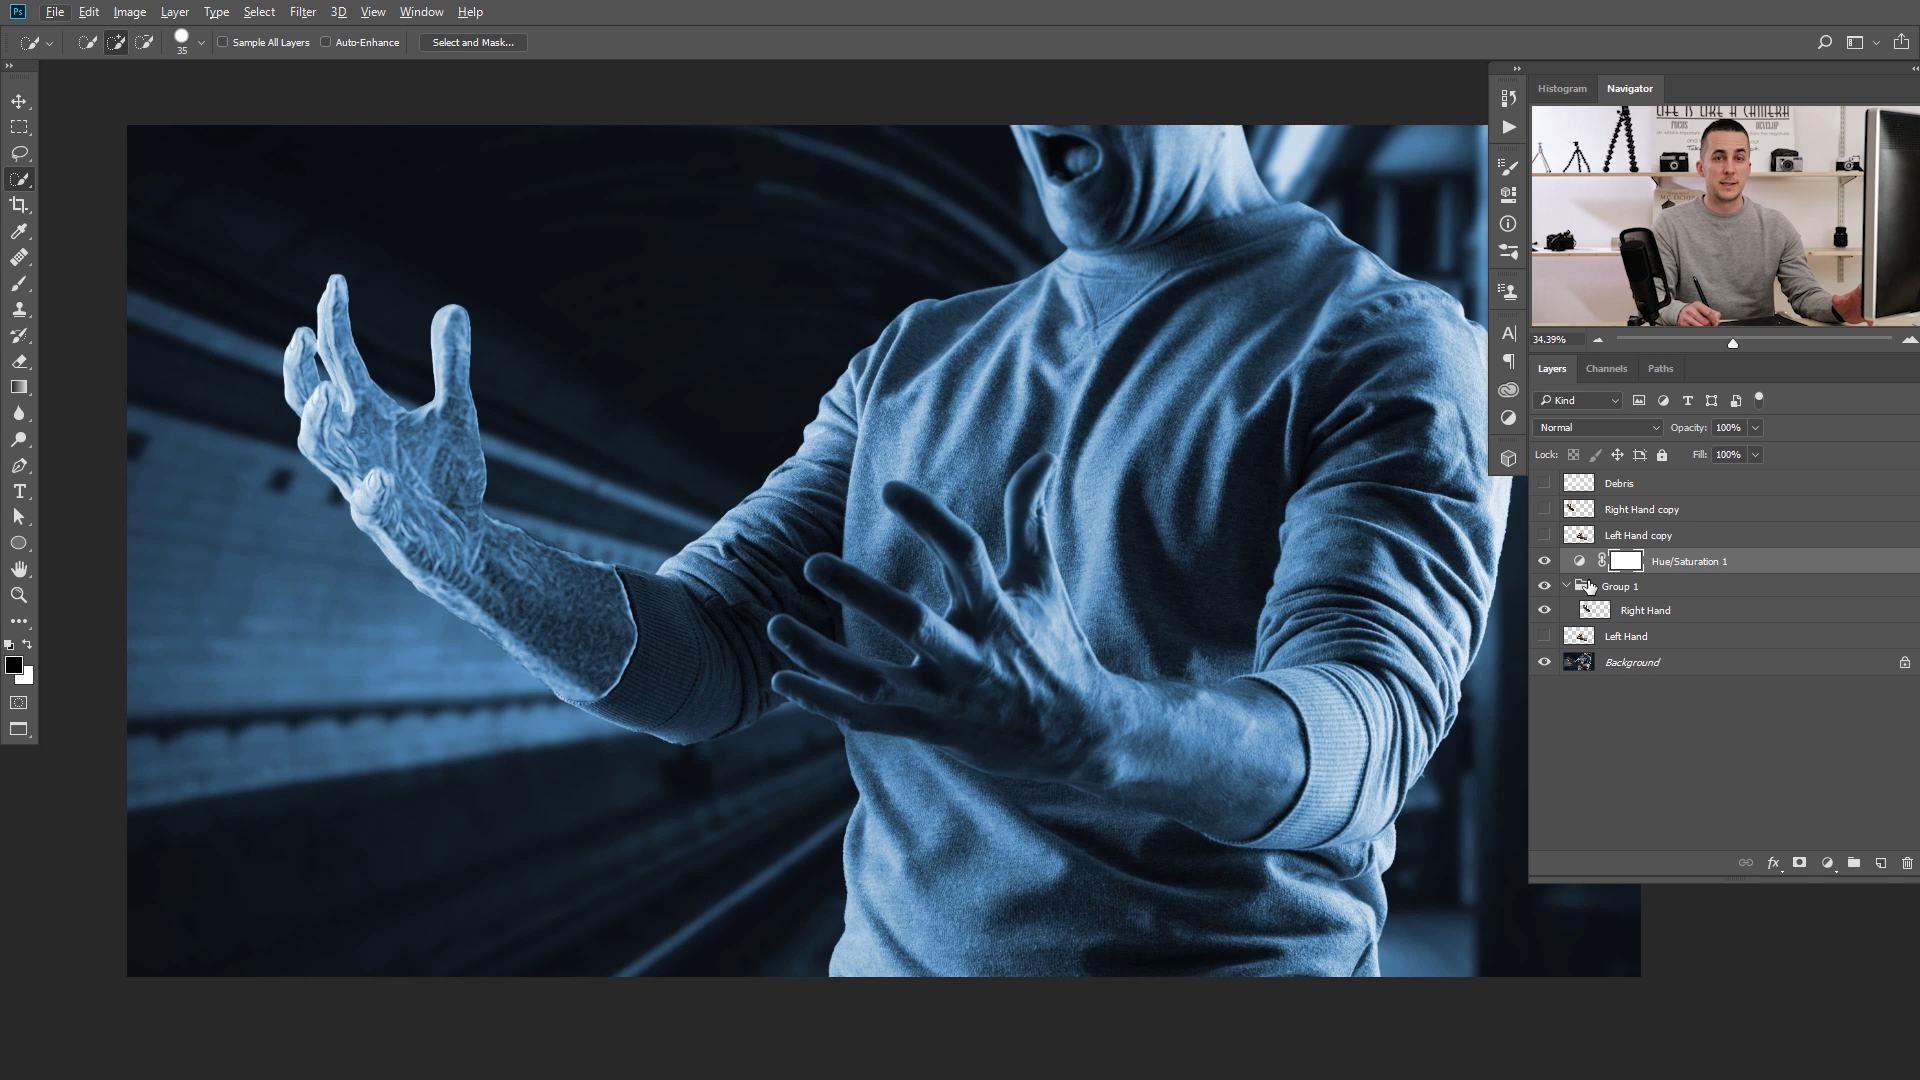 Ps File Edit Image Layer Type Select Filter 3D View Window Help
35 Sample All Layers Auto-Enhance Select and Mask...
Histogram Navigator
LIFE IS LIKE A CAMERA
FOCUS DEVELOP
34.39%
Layers Channels Paths
Kind
Normal Opacity: 100%
Lock: Fill: 100%
Debris
Right Hand copy
Left Hand copy
Hue/Saturation 1
Group 1
Right Hand
Left Hand
Background
fx